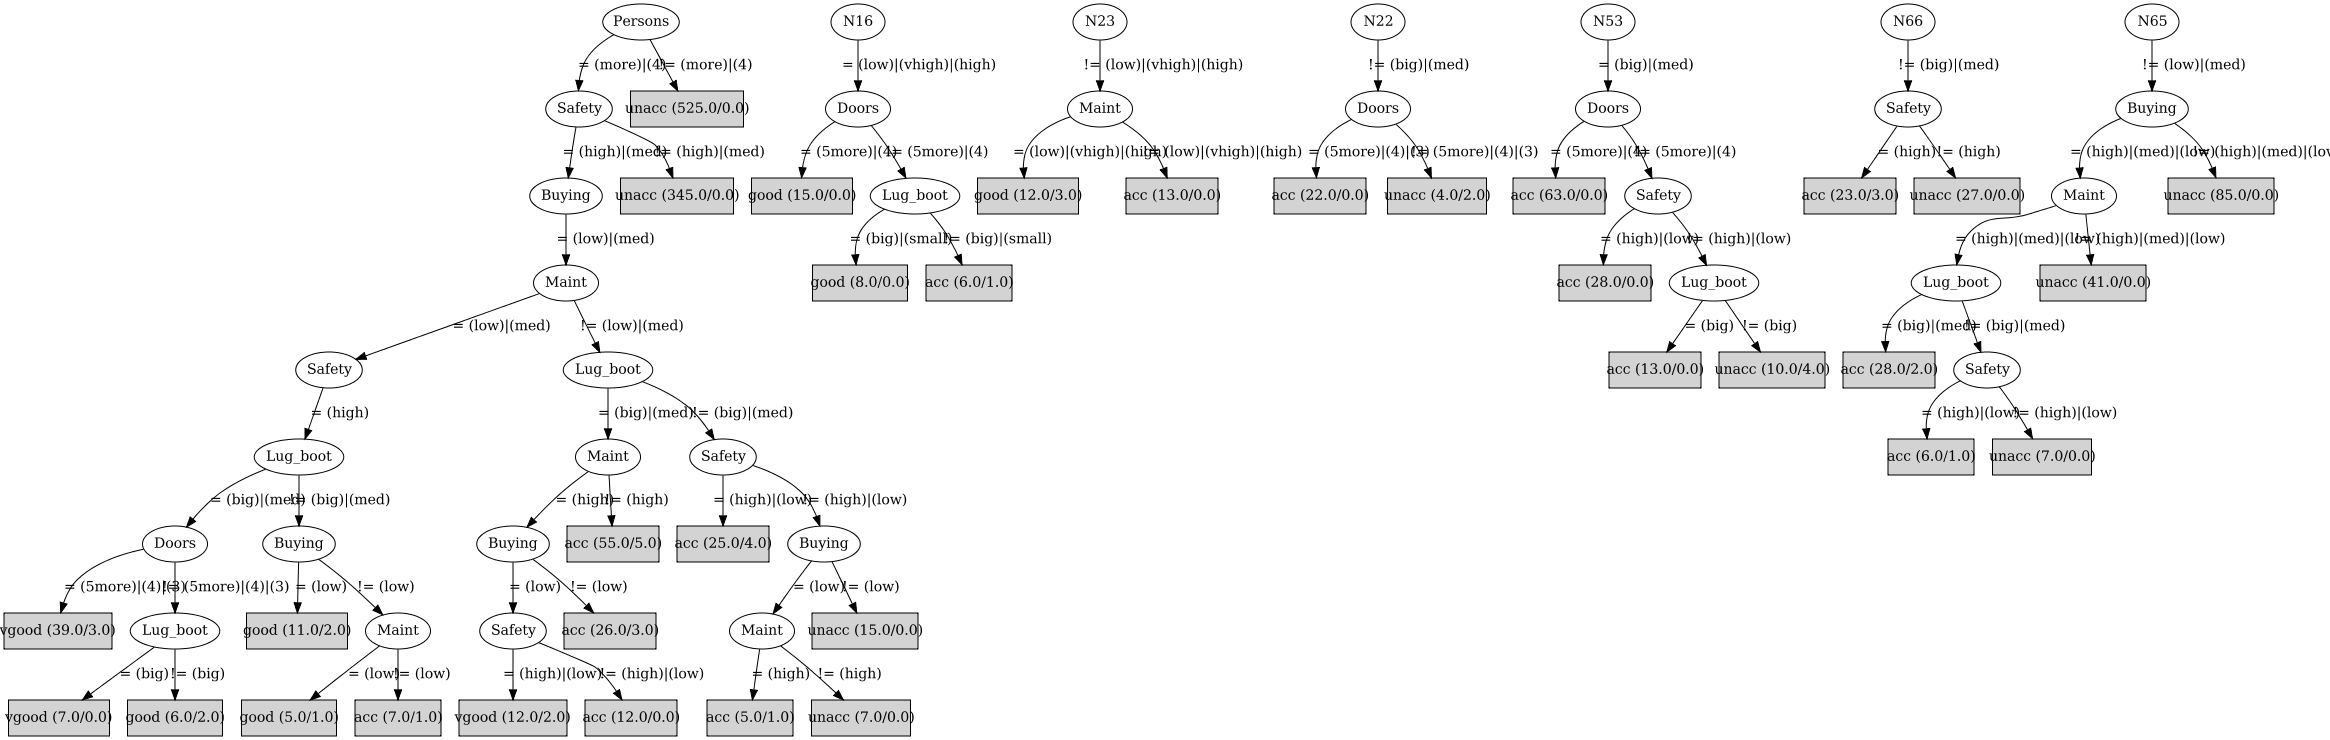 Persons N16 N23 N22 N53 N66 N65
= (more)|(4) != (more)|(4) = (low)|(vhigh)|(high) != (low)|(vhigh)|(high) != (big)|(med) = (big)|(med) != (big)|(med) != (low)|(med)
Safety unacc (525.0/0.0) Doors Maint Doors Doors Safety Buying
= (high)|(med) != (high)|(med) = (5more)|(4) != (5more)|(4) = (low)|(vhigh)|(high) != (low)|(vhigh)|(high) = (5more)|(4)|(3) != (5more)|(4)|(3) = (5more)|(4) != (5more)|(4) = (high) != (high) = (high)|(med)|(low) != (high)|(med)|(low)
Buying unacc (345.0/0.0) good (15.0/0.0) Lug_boot good (12.0/3.0) acc (13.0/0.0) acc (22.0/0.0) unacc (4.0/2.0) acc (63.0/0.0) Safety acc (23.0/3.0) unacc (27.0/0.0) Maint unacc (85.0/0.0)
= (low)|(med) = (big)|(small) != (big)|(small) = (high)|(low) != (high)|(low) = (high)|(med)|(low) != (high)|(med)|(low)
Maint good (8.0/0.0) acc (6.0/1.0) acc (28.0/0.0) Lug_boot Lug_boot unacc (41.0/0.0)
= (low)|(med) != (low)|(med) = (big) != (big) = (big)|(med) != (big)|(med)
Safety Lug_boot acc (13.0/0.0) unacc (10.0/4.0) acc (28.0/2.0) Safety
= (high) = (big)|(med) != (big)|(med) = (high)|(low) != (high)|(low)
Lug_boot Maint Safety acc (6.0/1.0) unacc (7.0/0.0)
= (big)|(med) != (big)|(med) = (high) != (high) = (high)|(low) != (high)|(low)
Doors Buying Buying acc (55.0/5.0) acc (25.0/4.0) Buying
= (5more)|(4)|(3) != (5more)|(4)|(3) = (low) != (low) = (low) != (low) = (low) != (low)
vgood (39.0/3.0) Lug_boot good (11.0/2.0) Maint Safety acc (26.0/3.0) Maint unacc (15.0/0.0)
= (big) != (big) = (low) != (low) = (high)|(low) != (high)|(low) = (high) != (high)
vgood (7.0/0.0) good (6.0/2.0) good (5.0/1.0) acc (7.0/1.0) vgood (12.0/2.0) acc (12.0/0.0) acc (5.0/1.0) unacc (7.0/0.0)